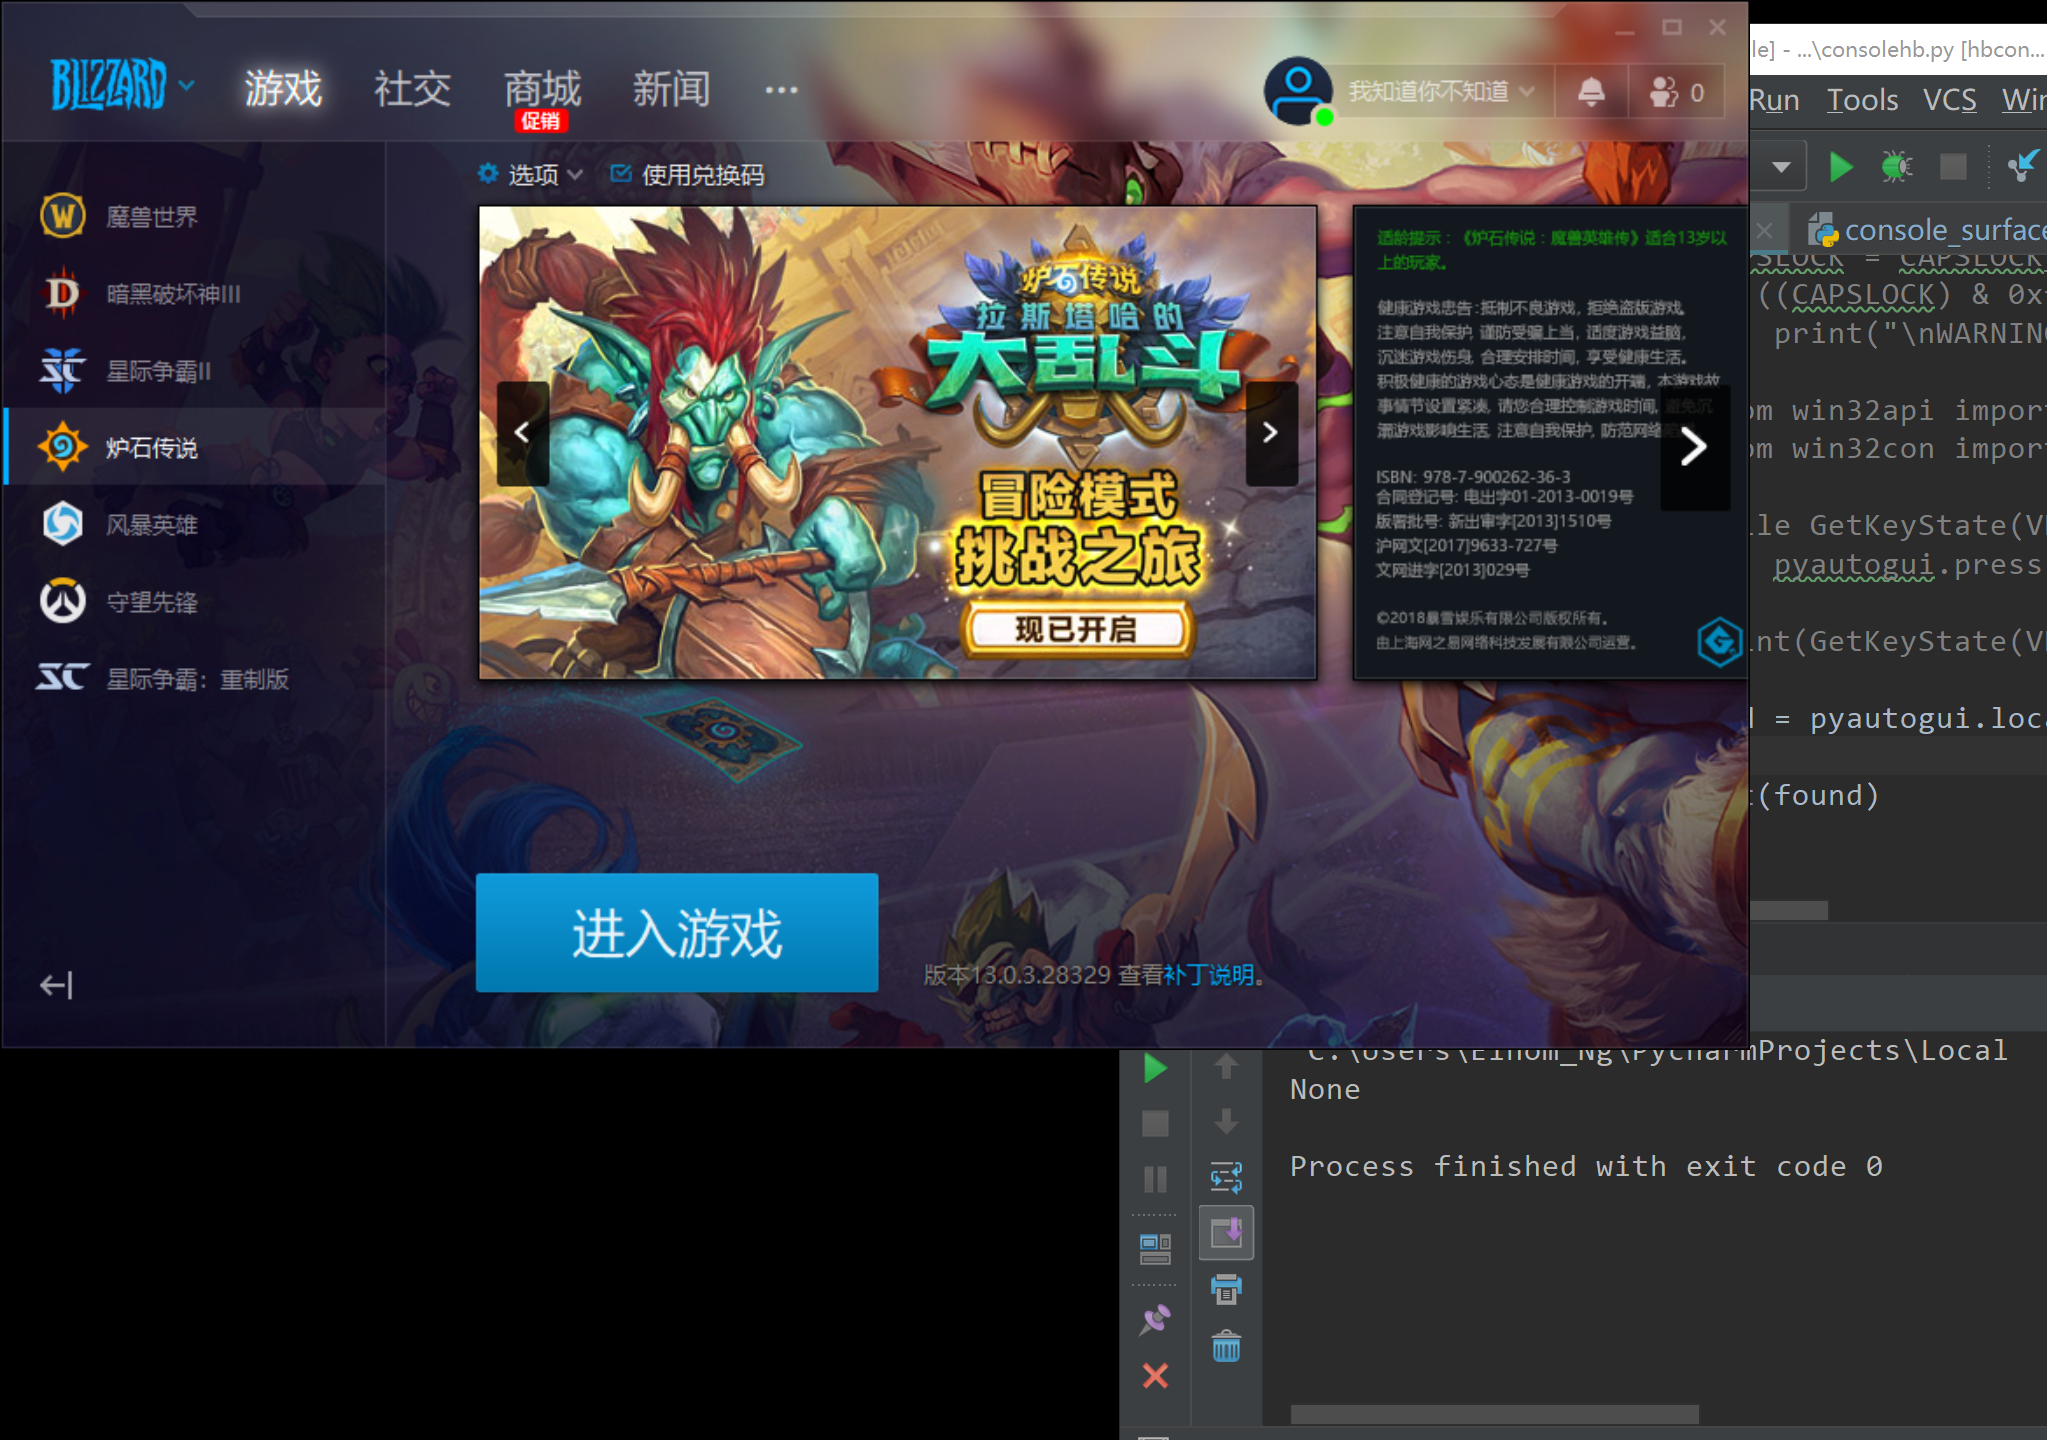 BLIZZARD
游戏
社交
商城
促销
新闻
我知道你不知道
0
选项
使用兑换码
魔兽世界
暗黑破坏神III
星际争霸II
炉石传说
风暴英雄
守望先锋
星际争霸：重制版
炉石传说
拉斯塔哈的
大乱斗
冒险模式
挑战之旅
现已开启
适龄提示：《炉石传说：魔兽英雄传》适合13岁以
上的玩家。
健康游戏忠告:抵制不良游戏, 拒绝盗版游戏。
注意自我保护, 谨防受骗上当, 适度游戏益脑,
沉迷游戏伤身, 合理安排时间, 享受健康生活。
积极健康的游戏心态是健康游戏的开端, 本游戏故
事情节设置紧凑, 请您合理控制游戏时间, 避免沉
溺游戏影响生活, 注意自我保护, 防范网络
ISBN: 978-7-900262-36-3
合同登记号: 电出字01-2013-0019号
版署批号: 新出审字[2013]1510号
沪网文[2017]9633-727号
文网进字[2013]029号
©2018暴雪娱乐有限公司版权所有。
由上海网之易网络科技发展有限公司运营。
进入游戏
版本13.0.3.28329 查看补丁说明。
le] - ...\consolehb.py [hbcon...
Run Tools VCS Win
console_surface
SLOCK = CAPSLOCK
((CAPSLOCK) & 0x
print("\nWARNING
om win32api import
om win32con import
le GetKeyState(V
pyautogui.press
int(GetKeyState(V
d = pyautogui.loc
t(found)
C:\Users\Einom_Ng\PycharmProjects\Local
None
Process finished with exit code 0